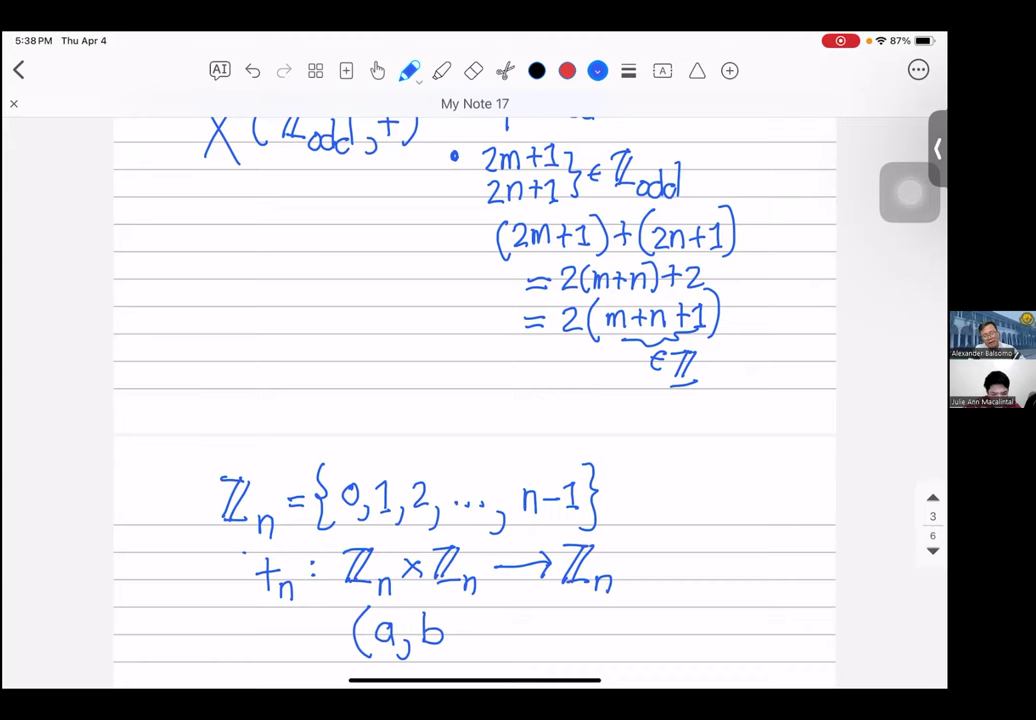 5:38 PM Thu Apr 4
87%
AI
A
My Note 17
X (ℤodd, +)
• 2m+1
2n+1 } ∈ ℤodd
(2m+1)+(2n+1)
= 2(m+n)+2
= 2(m+n+1)
∈ ℤ
ℤn = {0, 1, 2, ..., n-1}
+n : ℤn × ℤn → ℤn
(a, b
3
6
Alexander Balsomo
Julie Ann Macalintal